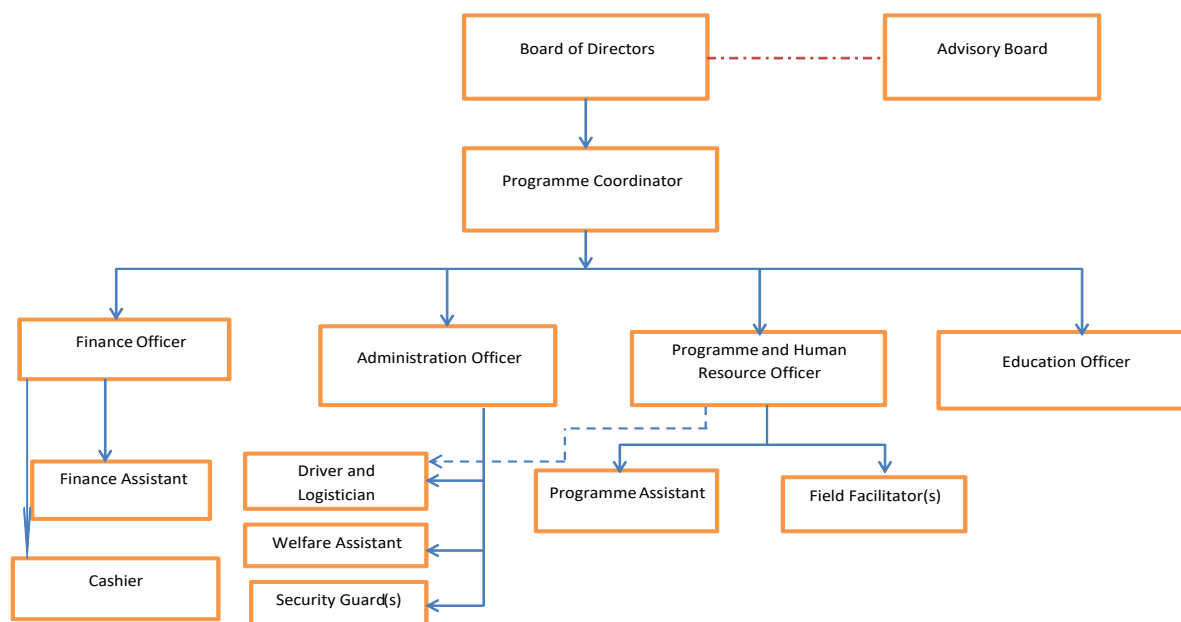 Board of Directors
Advisory Board
Programme Coordinator
Finance Officer
Administration Officer
Programme and Human
Resource Officer
Education Officer
Finance Assistant
Driver and
Logistician
Programme Assistant
Field Facilitator(s)
Welfare Assistant
Cashier
Security Guard(s)